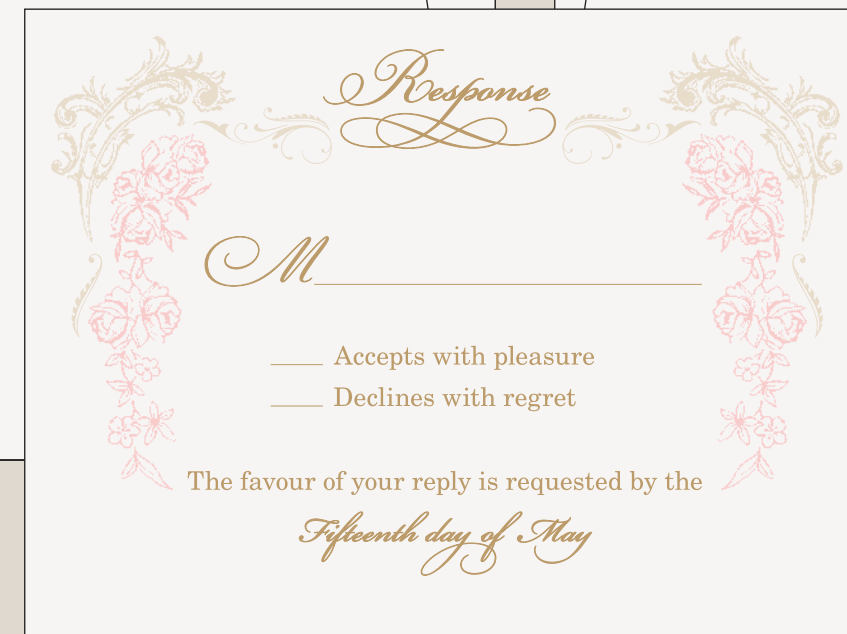 Response
M
Accepts with pleasure
Declines with regret
The favour of your reply is requested by the
Fifteenth day of May